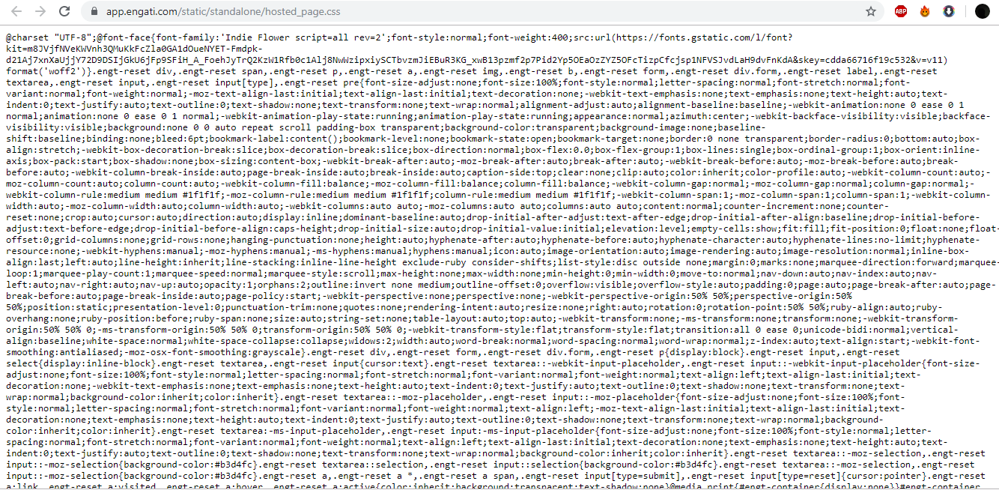 app.engati.com/static/standalone/hosted_page.css
ABP
@charset "UTF-8";@font-face{font-family:'Indie Flower script=all rev=2';font-style:normal;font-weight:400;src:url(https://fonts.gstatic.com/l/font?
kit=m8JVjfNVeKWVnh3QMuKkFcZla0GA1dOueNYET-Fmdpk-
d21Aj7xnXaUjjY72D9DSIjGkU6jFp9SFiH_A_FoehJyTrQ2KzW1Rfb0c1Alj8NwWzipxiySCTbvzmJiEBuR3KG_xwB13pzmf2p7Pid2Yp5OEaOzZYZ5OFcTizpCfcjsp1NFVSJvdLaH9dvFnKdA&skey=cdda66716f19c532&v=v11)
format('woff2')}.engt-reset div,.engt-reset span,.engt-reset p,.engt-reset a,.engt-reset img,.engt-reset b,.engt-reset form,.engt-reset div.form,.engt-reset label,.engt-reset
textarea,.engt-reset input,.engt-reset input[type],.engt-reset pre{font-size-adjust:none;font-size:100%;font-style:normal;letter-spacing:normal;font-stretch:normal;font-
variant:normal;font-weight:normal;-moz-text-align-last:initial;text-align-last:initial;text-decoration:none;-webkit-text-emphasis:none;text-emphasis:none;text-height:auto;text-
indent:0;text-justify:auto;text-outline:0;text-shadow:none;text-transform:none;text-wrap:normal;alignment-adjust:auto;alignment-baseline:baseline;-webkit-animation:none 0 ease 0 1
normal;animation:none 0 ease 0 1 normal;-webkit-animation-play-state:running;animation-play-state:running;appearance:normal;azimuth:center;-webkit-backface-visibility:visible;backface-
visibility:visible;background:none 0 0 auto repeat scroll padding-box transparent;background-color:transparent;background-image:none;baseline-
shift:baseline;binding:none;bleed:6pt;bookmark-label:content();bookmark-level:none;bookmark-state:open;bookmark-target:none;border:0 none transparent;border-radius:0;bottom:auto;box-
align:stretch;-webkit-box-decoration-break:slice;box-decoration-break:slice;box-direction:normal;box-flex:0.0;box-flex-group:1;box-lines:single;box-ordinal-group:1;box-orient:inline-
axis;box-pack:start;box-shadow:none;box-sizing:content-box;-webkit-break-after:auto;-moz-break-after:auto;break-after:auto;-webkit-break-before:auto;-moz-break-before:auto;break-
before:auto;-webkit-column-break-inside:auto;page-break-inside:auto;break-inside:auto;caption-side:top;clear:none;clip:auto;color:inherit;color-profile:auto;-webkit-column-count:auto;-
moz-column-count:auto;column-count:auto;-webkit-column-fill:balance;-moz-column-fill:balance;column-fill:balance;-webkit-column-gap:normal;-moz-column-gap:normal;column-gap:normal;-
webkit-column-rule:medium medium #1f1f1f;-moz-column-rule:medium medium #1f1f1f;column-rule:medium medium #1f1f1f;-webkit-column-span:1;-moz-column-span:1;column-span:1;-webkit-column-
width:auto;-moz-column-width:auto;column-width:auto;-webkit-columns:auto auto;-moz-columns:auto auto;columns:auto auto;content:normal;counter-increment:none;counter-
reset:none;crop:auto;cursor:auto;direction:auto;display:inline;dominant-baseline:auto;drop-initial-after-adjust:text-after-edge;drop-initial-after-align:baseline;drop-initial-before-
adjust:text-before-edge;drop-initial-before-align:caps-height;drop-initial-size:auto;drop-initial-value:initial;elevation:level;empty-cells:show;fit:fill;fit-position:0;float:none;float-
offset:0;grid-columns:none;grid-rows:none;hanging-punctuation:none;height:auto;hyphenate-after:auto;hyphenate-before:auto;hyphenate-character:auto;hyphenate-lines:no-limit;hyphenate-
resource:none;-webkit-hyphens:manual;-moz-hyphens:manual;-ms-hyphens:manual;hyphens:manual;icon:auto;image-orientation:auto;image-rendering:auto;image-resolution:normal;inline-box-
align:last;left:auto;line-height:inherit;line-stacking:inline-line-height exclude-ruby consider-shifts;list-style:disc outside none;margin:0;marks:none;marquee-direction:forward;marquee-
loop:1;marquee-play-count:1;marquee-speed:normal;marquee-style:scroll;max-height:none;max-width:none;min-height:0;min-width:0;move-to:normal;nav-down:auto;nav-index:auto;nav-
left:auto;nav-right:auto;nav-up:auto;opacity:1;orphans:2;outline:invert none medium;outline-offset:0;overflow:visible;overflow-style:auto;padding:0;page:auto;page-break-after:auto;page-
break-before:auto;page-break-inside:auto;page-policy:start;-webkit-perspective:none;perspective:none;-webkit-perspective-origin:50% 50%;perspective-origin:50%
50%;position:static;presentation-level:0;punctuation-trim:none;quotes:none;rendering-intent:auto;resize:none;right:auto;rotation:0;rotation-point:50% 50%;ruby-align:auto;ruby-
overhang:none;ruby-position:before;ruby-span:none;size:auto;string-set:none;table-layout:auto;top:auto;-webkit-transform:none;-ms-transform:none;transform:none;-webkit-transform-
origin:50% 50% 0;-ms-transform-origin:50% 50% 0;transform-origin:50% 50% 0;-webkit-transform-style:flat;transform-style:flat;transition:all 0 ease 0;unicode-bidi:normal;vertical-
align:baseline;white-space:normal;white-space-collapse:collapse;widows:2;width:auto;word-break:normal;word-spacing:normal;word-wrap:normal;z-index:auto;text-align:start;-webkit-font-
smoothing:antialiased;-moz-osx-font-smoothing:grayscale}.engt-reset div,.engt-reset form,.engt-reset div.form,.engt-reset p{display:block}.engt-reset input,.engt-reset
select{display:inline-block}.engt-reset textarea,.engt-reset input{cursor:text}.engt-reset textarea::-webkit-input-placeholder,.engt-reset input::-webkit-input-placeholder{font-size-
adjust:none;font-size:100%;font-style:normal;letter-spacing:normal;font-stretch:normal;font-variant:normal;font-weight:normal;text-align:left;text-align-last:initial;text-
decoration:none;-webkit-text-emphasis:none;text-emphasis:none;text-height:auto;text-indent:0;text-justify:auto;text-outline:0;text-shadow:none;text-transform:none;text-
wrap:normal;background-color:inherit;color:inherit}.engt-reset textarea::-moz-placeholder,.engt-reset input::-moz-placeholder{font-size-adjust:none;font-size:100%;font-
style:normal;letter-spacing:normal;font-stretch:normal;font-variant:normal;font-weight:normal;text-align:left;-moz-text-align-last:initial;text-align-last:initial;text-
decoration:none;text-emphasis:none;text-height:auto;text-indent:0;text-justify:auto;text-outline:0;text-shadow:none;text-transform:none;text-wrap:normal;background-
color:inherit;color:inherit}.engt-reset textarea:-ms-input-placeholder,.engt-reset input:-ms-input-placeholder{font-size-adjust:none;font-size:100%;font-style:normal;letter-
spacing:normal;font-stretch:normal;font-variant:normal;font-weight:normal;text-align:left;text-align-last:initial;text-decoration:none;text-emphasis:none;text-height:auto;text-
indent:0;text-justify:auto;text-outline:0;text-shadow:none;text-transform:none;text-wrap:normal;background-color:inherit;color:inherit}.engt-reset textarea::-moz-selection,.engt-reset
input::-moz-selection{background-color:#b3d4fc}.engt-reset textarea::selection,.engt-reset input::selection{background-color:#b3d4fc}.engt-reset textarea::-moz-selection,.engt-reset
input::-moz-selection{background-color:#b3d4fc}.engt-reset a,.engt-reset a *,.engt-reset a span,.engt-reset input[type=submit],.engt-reset input[type=reset]{cursor:pointer}.engt-reset
a:link,.engt-reset a:visited,.engt-reset a:hover,.engt-reset a:active{color:inherit;background:transparent;text-shadow:none}@media print{#engt-container{display:none}}#engt-container